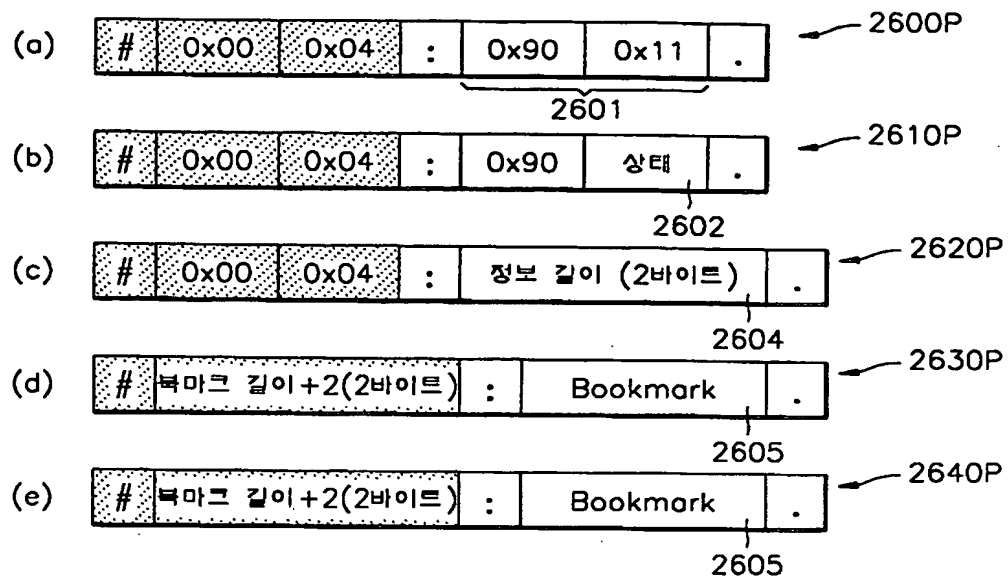 (a) # 0x00 0x04 : 0x90 0x11 . 2600P
2601
(b) # 0x00 0x04 : 0x90 상태 . 2610P
2602
(c) # 0x00 0x04 : 정보 길이 (2바이트) . 2620P
2604
(d) # 북마크 길이+2(2바이트) : Bookmark . 2630P
2605
(e) # 북마크 길이+2(2바이트) : Bookmark . 2640P
2605